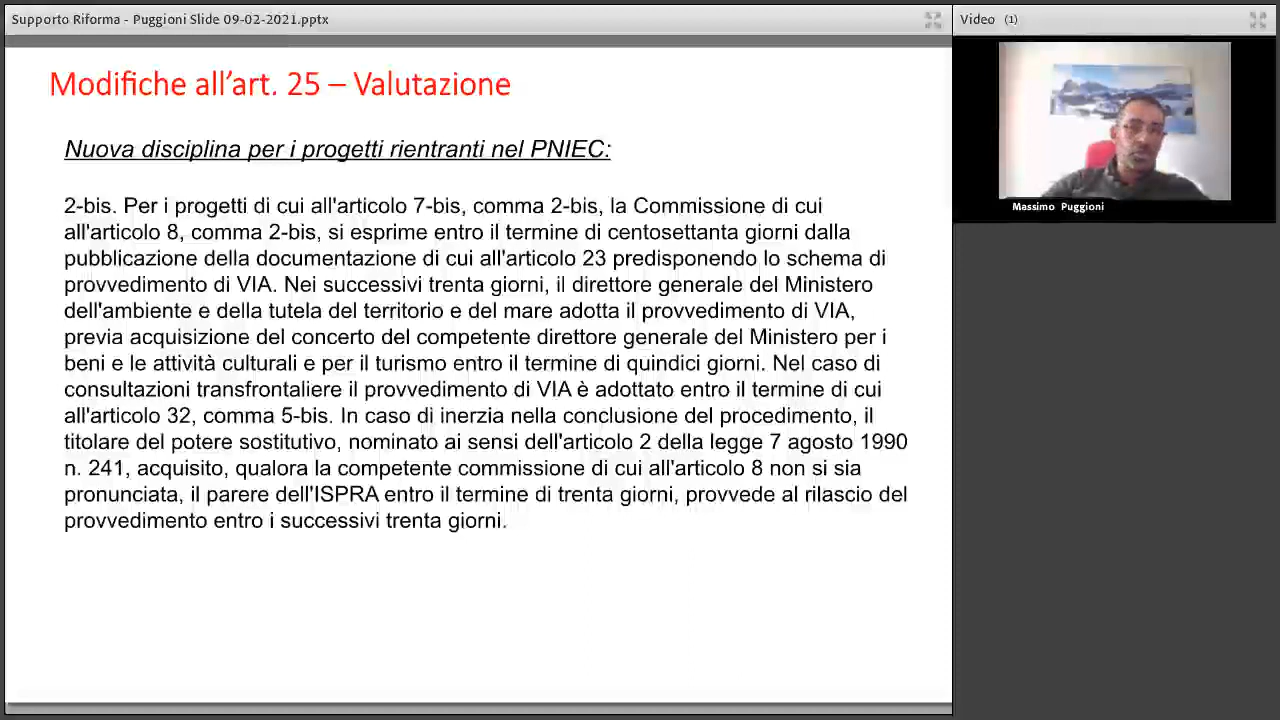 Supporto Riforma - Puggioni Slide 09-02-2021.pptx
Video (1)
Modifiche all’art. 25 – Valutazione
Nuova disciplina per i progetti rientranti nel PNIEC:
2-bis. Per i progetti di cui all'articolo 7-bis, comma 2-bis, la Commissione di cui
all'articolo 8, comma 2-bis, si esprime entro il termine di centosettanta giorni dalla
pubblicazione della documentazione di cui all'articolo 23 predisponendo lo schema di
provvedimento di VIA. Nei successivi trenta giorni, il direttore generale del Ministero
dell'ambiente e della tutela del territorio e del mare adotta il provvedimento di VIA,
previa acquisizione del concerto del competente direttore generale del Ministero per i
beni e le attività culturali e per il turismo entro il termine di quindici giorni. Nel caso di
consultazioni transfrontaliere il provvedimento di VIA è adottato entro il termine di cui
all'articolo 32, comma 5-bis. In caso di inerzia nella conclusione del procedimento, il
titolare del potere sostitutivo, nominato ai sensi dell'articolo 2 della legge 7 agosto 1990
n. 241, acquisito, qualora la competente commissione di cui all'articolo 8 non si sia
pronunciata, il parere dell'ISPRA entro il termine di trenta giorni, provvede al rilascio del
provvedimento entro i successivi trenta giorni.
Massimo Puggioni